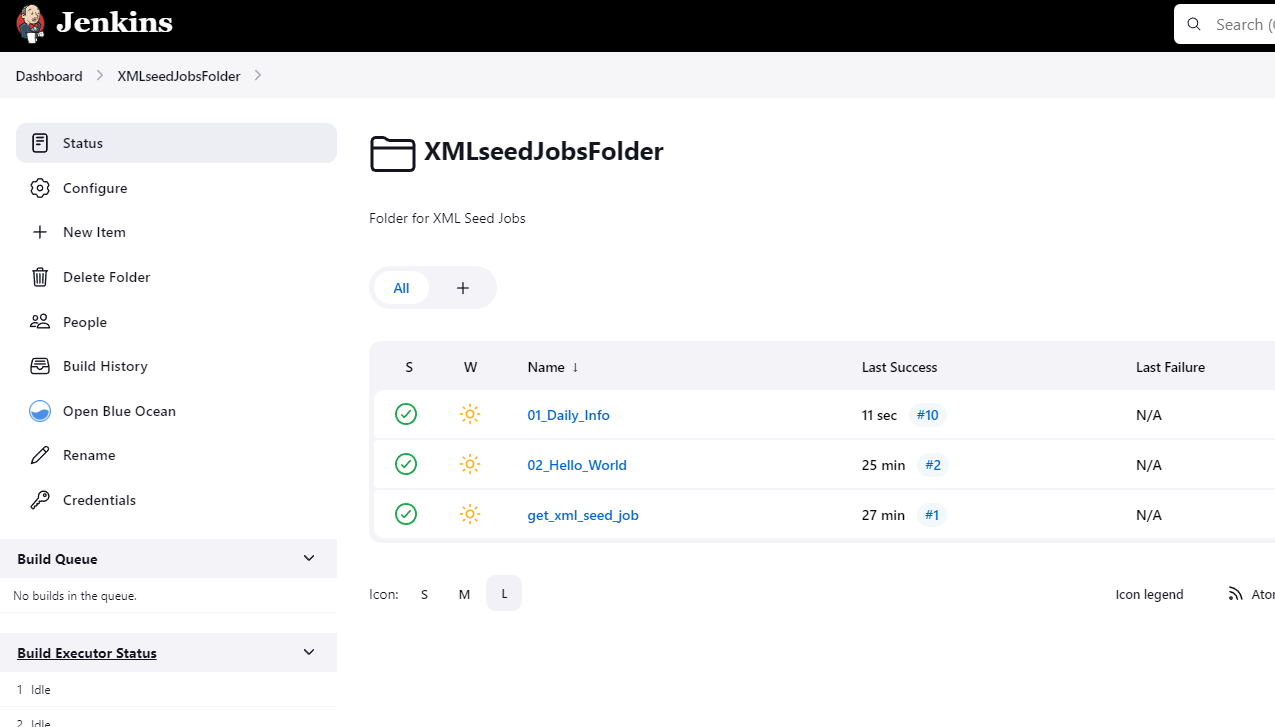 Jenkins
Search (
Dashboard
XMLseedJobsFolder
Status
Configure
New Item
Delete Folder
People
Build History
Open Blue Ocean
Rename
Credentials
Build Queue
No builds in the queue.
Build Executor Status
1 Idle
2 Idle
XMLseedJobsFolder
Folder for XML Seed Jobs
All +
S W Name ↓ Last Success Last Failure
01_Daily_Info 11 sec #10 N/A
02_Hello_World 25 min #2 N/A
get_xml_seed_job 27 min #1 N/A
Icon: S M L
Icon legend